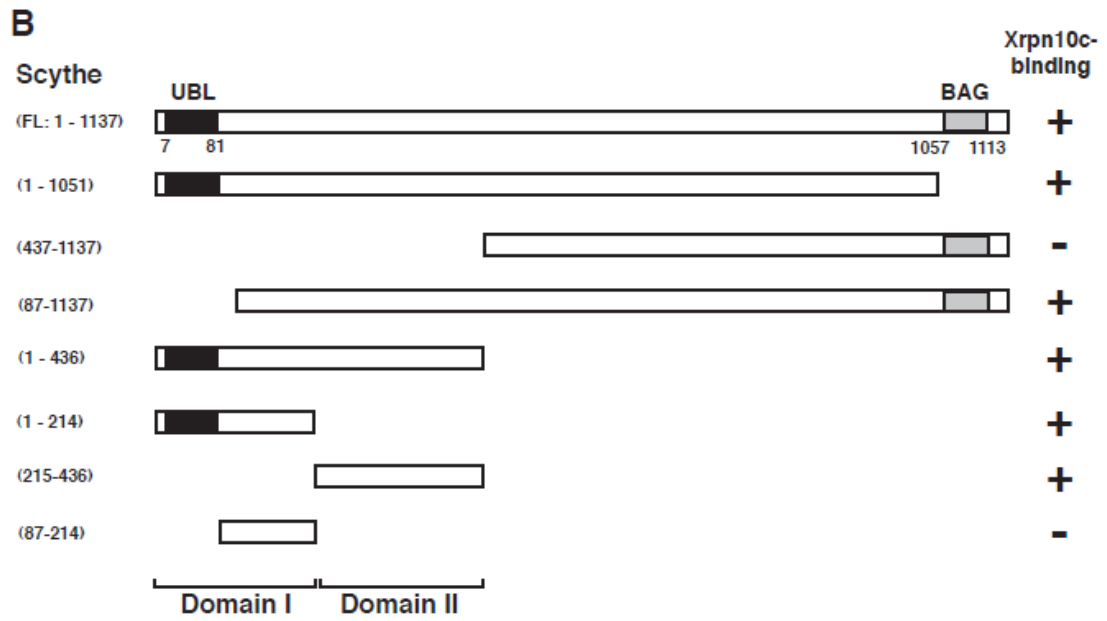 B
Scythe
Xrpn10c-
binding
UBL BAG
(FL: 1 - 1137) +
7 81 1057 1113
(1 - 1051) +
(437-1137) -
(87-1137) +
(1 - 436) +
(1 - 214) +
(215-436) +
(87-214) -
Domain I Domain II